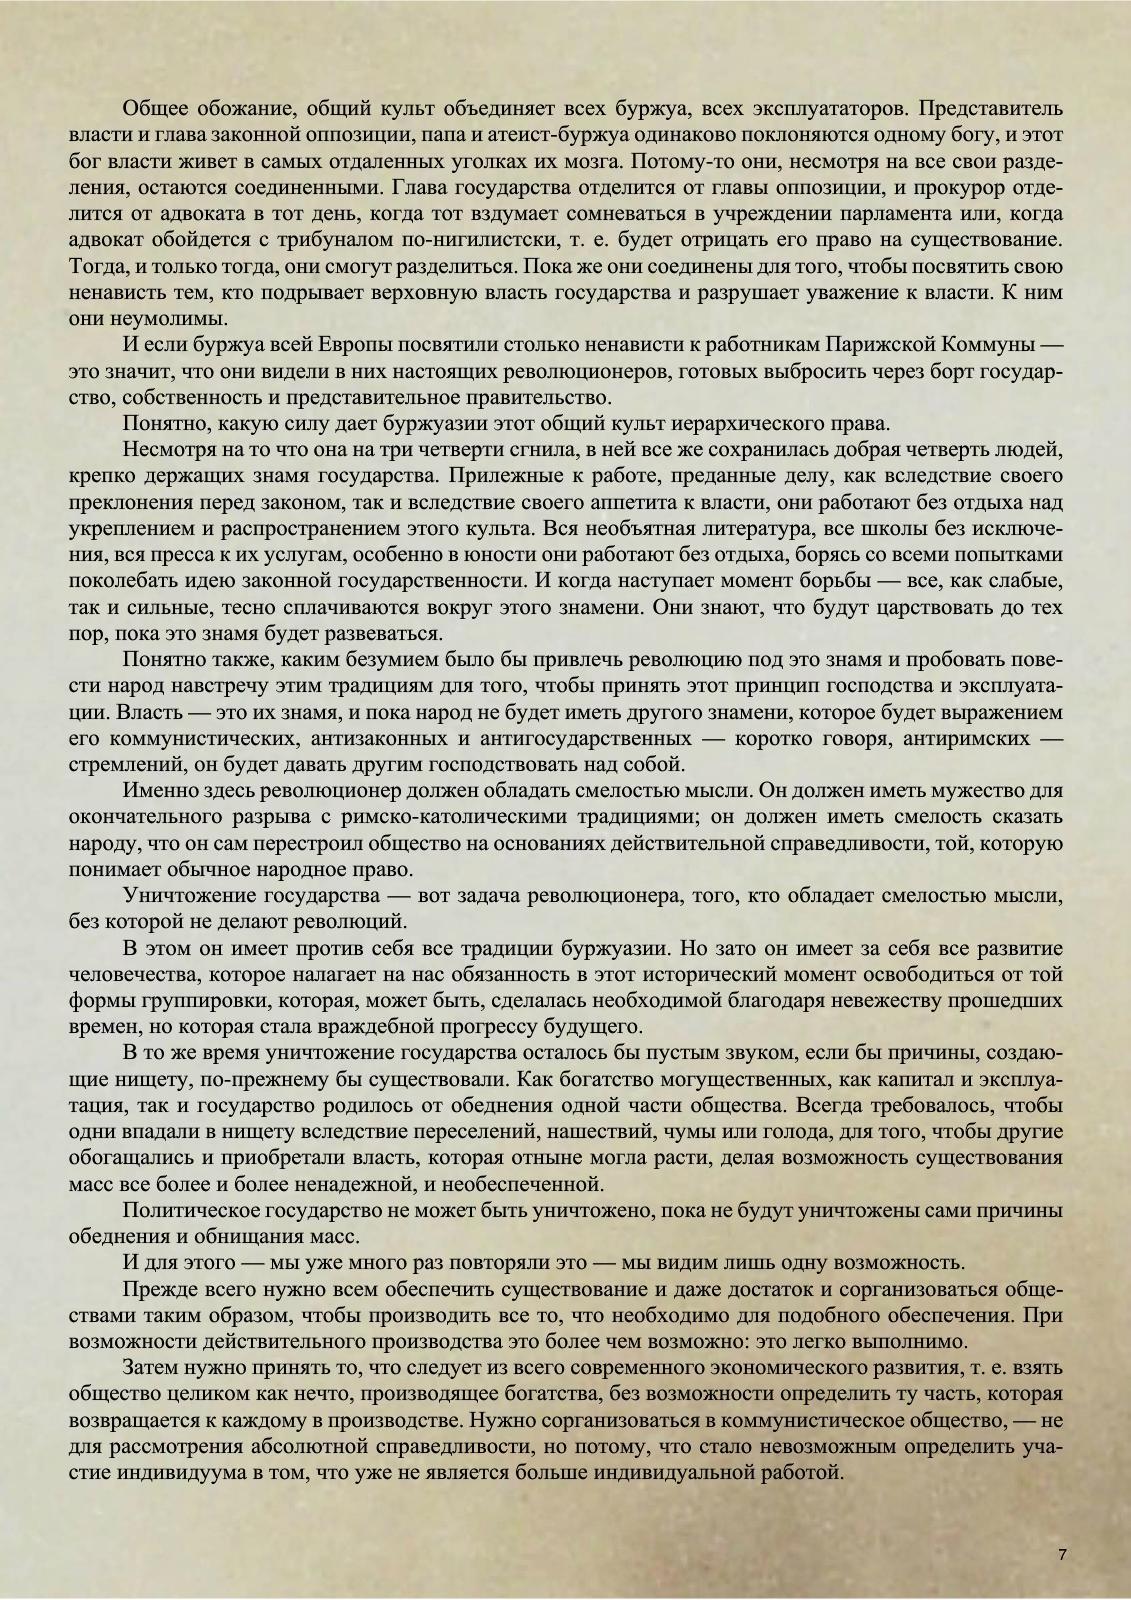 Общее обожание, общий культ объединяет всех буржуа, всех эксплуататоров. Представитель
власти и глава законной оппозиции, папа и атеист-буржуа одинаково поклоняются одному богу, и этот
бог власти живет в самых отдаленных уголках их мозга. Потому-то они, несмотря на все свои разде-
ления, остаются соединенными. Глава государства отделится от главы оппозиции, и прокурор отде-
лится от адвоката в тот день, когда тот вздумает сомневаться в учреждении парламента или, когда
адвокат обойдется с трибуналом по-нигилистски, т. е. будет отрицать его право на существование.
Тогда, и только тогда, они смогут разделиться. Пока же они соединены для того, чтобы посвятить свою
ненависть тем, кто подрывает верховную власть государства и разрушает уважение к власти. К ним
они неумолимы.
И если буржуа всей Европы посвятили столько ненависти к работникам Парижской Коммуны —
это значит, что они видели в них настоящих революционеров, готовых выбросить через борт государ-
ство, собственность и представительное правительство.
Понятно, какую силу дает буржуазии этот общий культ иерархического права.
Несмотря на то что она на три четверти сгнила, в ней все же сохранилась добрая четверть людей,
крепко держащих знамя государства. Прилежные к работе, преданные делу, как вследствие своего
преклонения перед законом, так и вследствие своего аппетита к власти, они работают без отдыха над
укреплением и распространением этого культа. Вся необъятная литература, все школы без исключе-
ния, вся пресса к их услугам, особенно в юности они работают без отдыха, борясь со всеми попытками
поколебать идею законной государственности. И когда наступает момент борьбы — все, как слабые,
так и сильные, тесно сплачиваются вокруг этого знамени. Они знают, что будут царствовать до тех
пор, пока это знамя будет развеваться.
Понятно также, каким безумием было бы привлечь революцию под это знамя и пробовать пове-
сти народ навстречу этим традициям для того, чтобы принять этот принцип господства и эксплуата-
ции. Власть — это их знамя, и пока народ не будет иметь другого знамени, которое будет выражением
его коммунистических, антизаконных и антигосударственных — коротко говоря, антиримских —
стремлений, он будет давать другим господствовать над собой.
Именно здесь революционер должен обладать смелостью мысли. Он должен иметь мужество для
окончательного разрыва с римско-католическими традициями; он должен иметь смелость сказать
народу, что он сам перестроил общество на основаниях действительной справедливости, той, которую
понимает обычное народное право.
Уничтожение государства — вот задача революционера, того, кто обладает смелостью мысли,
без которой не делают революций.
В этом он имеет против себя все традиции буржуазии. Но зато он имеет за себя все развитие
человечества, которое налагает на нас обязанность в этот исторический момент освободиться от той
формы группировки, которая, может быть, сделалась необходимой благодаря невежеству прошедших
времен, но которая стала враждебной прогрессу будущего.
В то же время уничтожение государства осталось бы пустым звуком, если бы причины, создаю-
щие нищету, по-прежнему бы существовали. Как богатство могущественных, как капитал и эксплуа-
тация, так и государство родилось от обеднения одной части общества. Всегда требовалось, чтобы
одни впадали в нищету вследствие переселений, нашествий, чумы или голода, для того, чтобы другие
обогащались и приобретали власть, которая отныне могла расти, делая возможность существования
масс все более и более ненадежной, и необеспеченной.
Политическое государство не может быть уничтожено, пока не будут уничтожены сами причины
обеднения и обнищания масс.
И для этого — мы уже много раз повторяли это — мы видим лишь одну возможность.
Прежде всего нужно всем обеспечить существование и даже достаток и сорганизоваться обще-
ствами таким образом, чтобы производить все то, что необходимо для подобного обеспечения. При
возможности действительного производства это более чем возможно: это легко выполнимо.
Затем нужно принять то, что следует из всего современного экономического развития, т. е. взять
общество целиком как нечто, производящее богатства, без возможности определить ту часть, которая
возвращается к каждому в производстве. Нужно сорганизоваться в коммунистическое общество, — не
для рассмотрения абсолютной справедливости, но потому, что стало невозможным определить уча-
стие индивидуума в том, что уже не является больше индивидуальной работой.
7